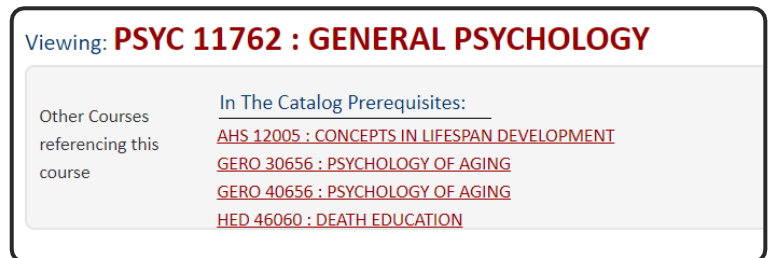 Viewing: PSYC 11762 : GENERAL PSYCHOLOGY
Other Courses
referencing this
course
In The Catalog Prerequisites:
AHS 12005 : CONCEPTS IN LIFESPAN DEVELOPMENT
GERO 30656 : PSYCHOLOGY OF AGING
GERO 40656 : PSYCHOLOGY OF AGING
HED 46060 : DEATH EDUCATION